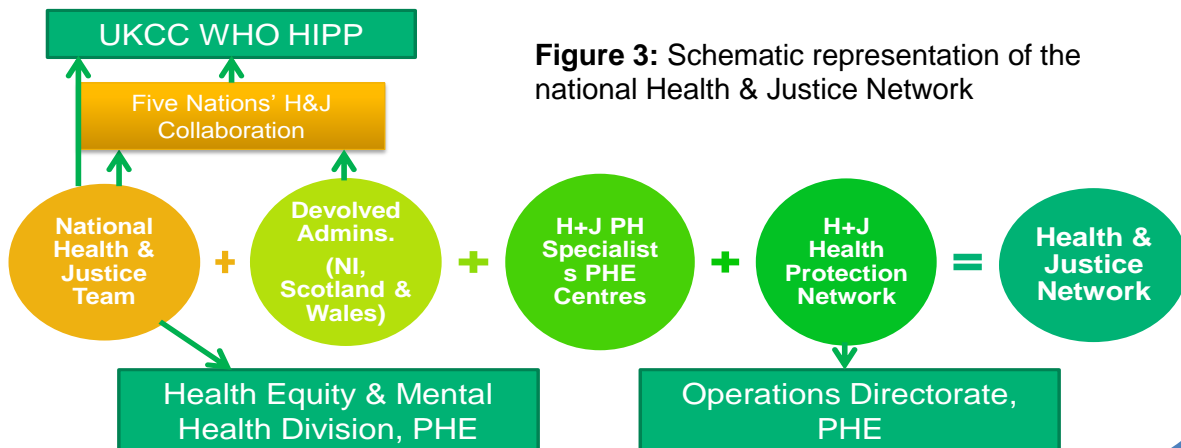 UKCC WHO HIPP
Figure 3: Schematic representation of the
national Health & Justice Network
Five Nations' H&J
Collaboration
National
Health &
Justice
Team
+
Devolved
Admins.
(NI,
Scotland &
Wales)
+
H+J PH
Specialist
s PHE
Centres
+
H+J
Health
Protection
Network
=
Health &
Justice
Network
Health Equity & Mental
Health Division, PHE
Operations Directorate,
PHE